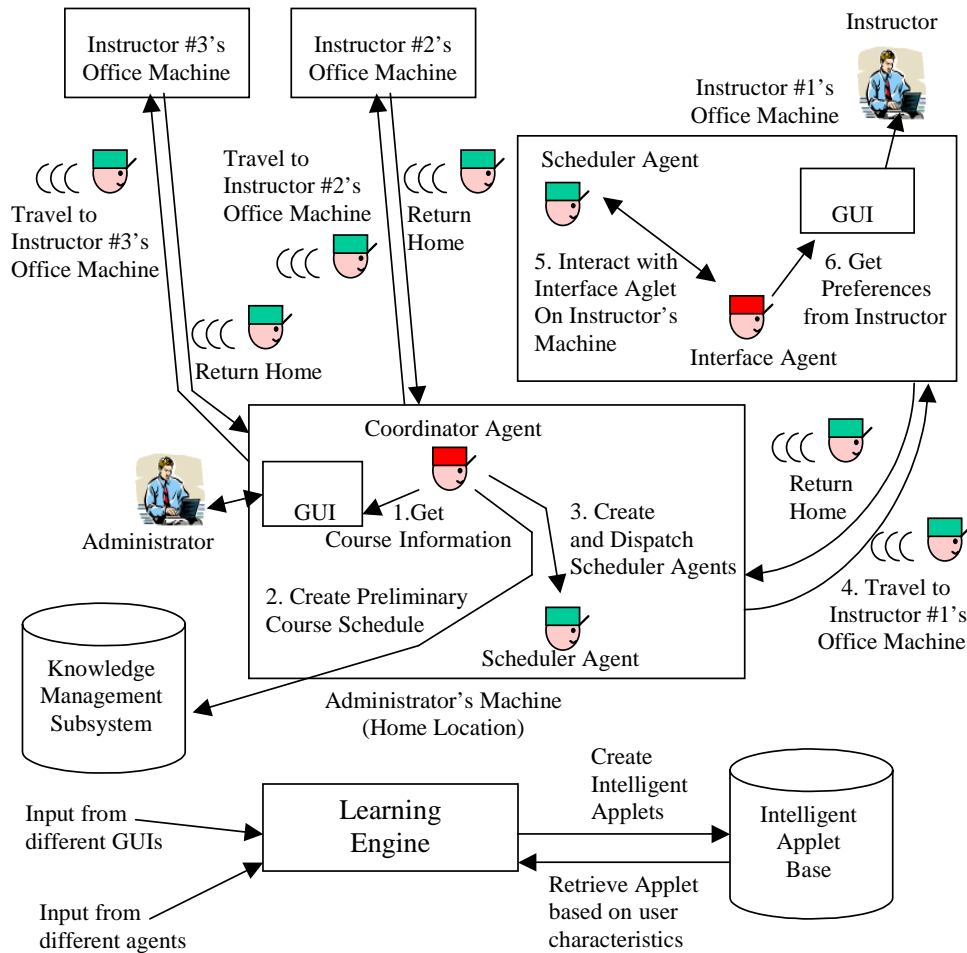 Instructor #3's
Office Machine
Instructor #2's
Office Machine
Instructor
Instructor #1's
Office Machine
Travel to
Instructor #3's
Office Machine
Travel to
Instructor #2's
Office Machine
Return
Home
Return Home
Scheduler Agent
GUI
5. Interact with
Interface Aglet
On Instructor's
Machine
6. Get
Preferences
from Instructor
Interface Agent
Coordinator Agent
GUI
Administrator
1.Get
Course Information
2. Create Preliminary
Course Schedule
3. Create
and Dispatch
Scheduler Agents
Scheduler Agent
Return
Home
4. Travel to
Instructor #1's
Office Machine
Knowledge
Management
Subsystem
Administrator's Machine
(Home Location)
Input from
different GUIs
Input from
different agents
Learning
Engine
Create
Intelligent
Applets
Retrieve Applet
based on user
characteristics
Intelligent
Applet
Base